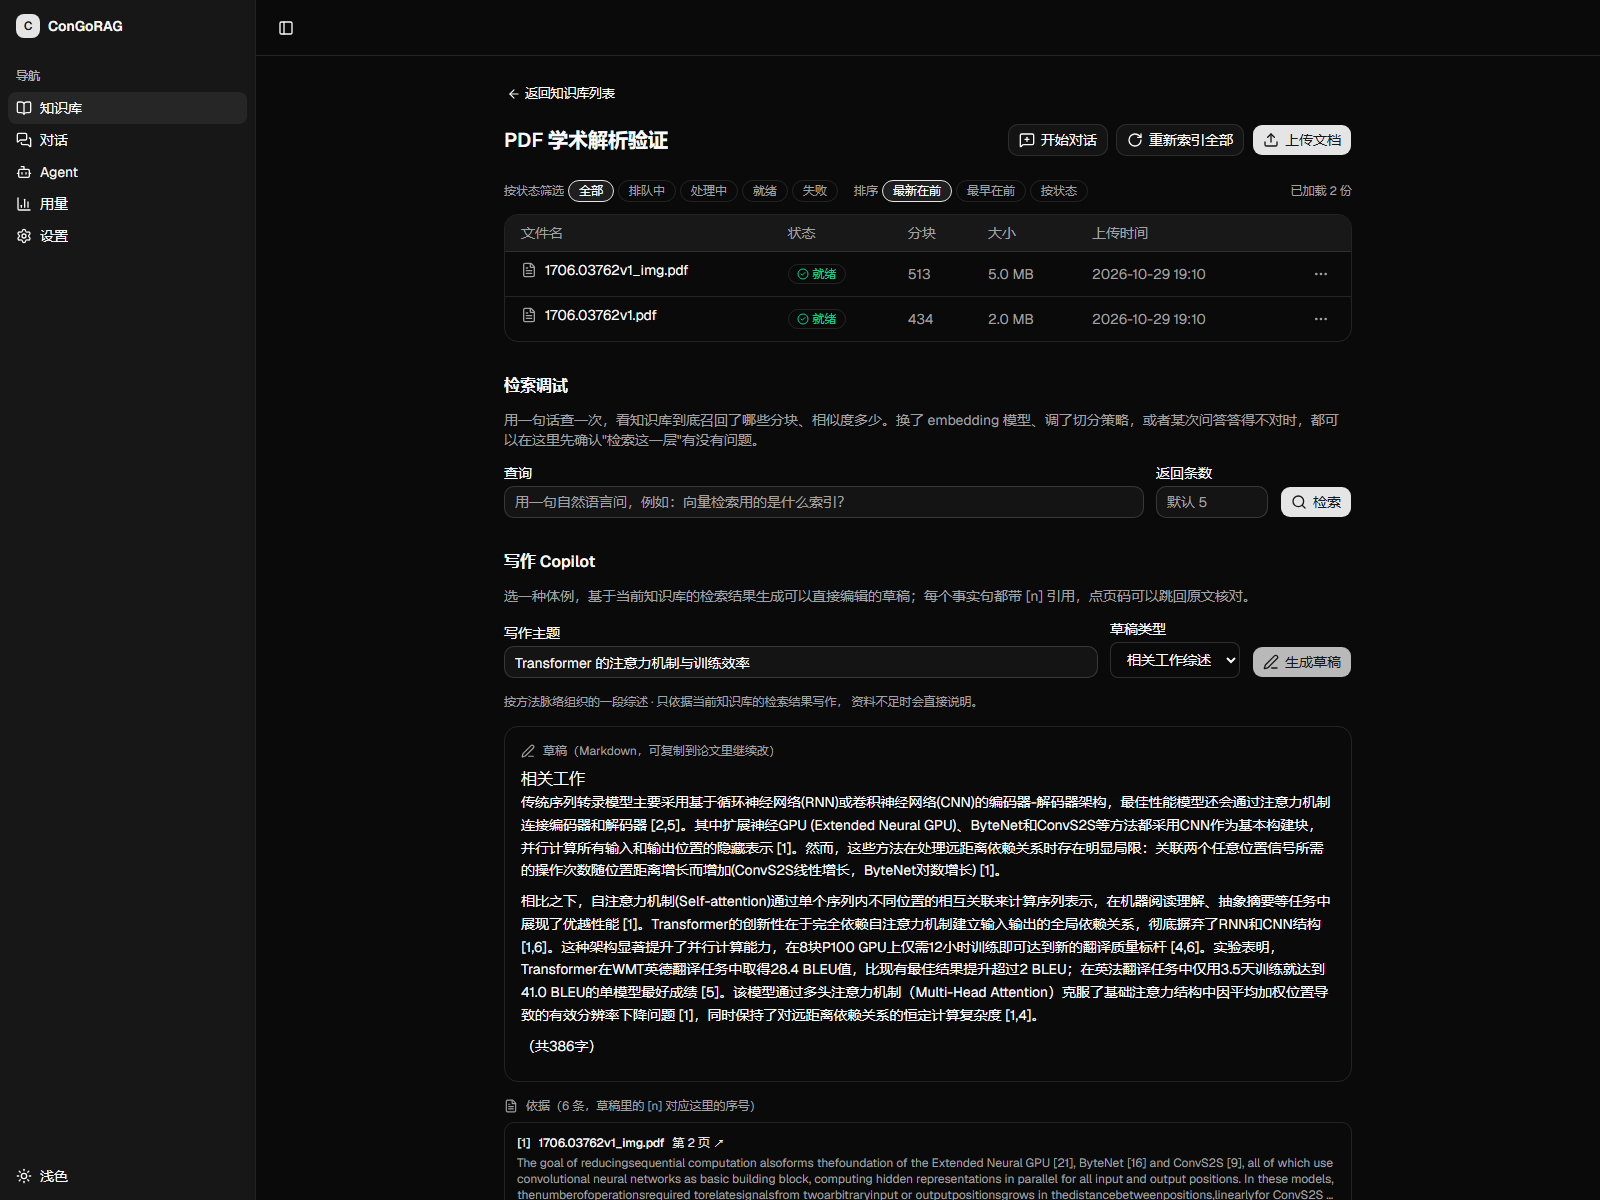 C ConGoRAG
导航
知识库
对话
Agent
用量
设置
浅色
返回知识库列表
PDF 学术解析验证
开始对话
重新索引全部
上传文档
按状态筛选 全部 排队中 处理中 就绪 失败 排序 最新在前 最早在前 按状态 已加载 2 份
文件名 状态 分块 大小 上传时间
1706.03762v1_img.pdf 就绪 513 5.0 MB 2026-10-29 19:10 ...
1706.03762v1.pdf 就绪 434 2.0 MB 2026-10-29 19:10 ...
检索调试
用一句话查一次，看知识库到底召回了哪些分块、相似度多少。换了 embedding 模型、调了切分策略，或者某次问答答得不对时，都可
以在这里先确认"检索这一层"有没有问题。
查询 返回条数
用一句自然语言问，例如：向量检索用的是什么索引？ 默认 5 检索
写作 Copilot
选一种体例，基于当前知识库的检索结果生成可以直接编辑的草稿；每个事实句都带 [n] 引用，点页码可以跳回原文核对。
写作主题 草稿类型
Transformer 的注意力机制与训练效率 相关工作综述 生成草稿
按方法脉络组织的一段综述 · 只依据当前知识库的检索结果写作， 资料不足时会直接说明。
草稿（Markdown，可复制到论文里继续改）
相关工作
传统序列转录模型主要采用基于循环神经网络(RNN)或卷积神经网络(CNN)的编码器-解码器架构，最佳性能模型还会通过注意力机制
连接编码器和解码器 [2,5]。其中扩展神经GPU (Extended Neural GPU)、ByteNet和ConvS2S等方法都采用CNN作为基本构建块，
并行计算所有输入和输出位置的隐藏表示 [1]。然而，这些方法在处理远距离依赖关系时存在明显局限：关联两个任意位置信号所需
的操作次数随位置距离增长而增加(ConvS2S线性增长，ByteNet对数增长) [1]。
相比之下，自注意力机制(Self-attention)通过单个序列内不同位置的相互关联来计算序列表示，在机器阅读理解、抽象摘要等任务中
展现了优越性能 [1]。Transformer的创新性在于完全依赖自注意力机制建立输入输出的全局依赖关系，彻底摒弃了RNN和CNN结构
[1,6]。这种架构显著提升了并行计算能力，在8块P100 GPU上仅需12小时训练即可达到新的翻译质量标杆 [4,6]。实验表明，
Transformer在WMT英德翻译任务中取得28.4 BLEU值，比现有最佳结果提升超过2 BLEU；在英法翻译任务中仅用3.5天训练就达到
41.0 BLEU的单模型最好成绩 [5]。该模型通过多头注意力机制（Multi-Head Attention）克服了基础注意力结构中因平均加权位置导
致的有效分辨率下降问题 [1]，同时保持了对远距离依赖关系的恒定计算复杂度 [1,4]。
（共386字）
依据（6 条，草稿里的 [n] 对应这里的序号）
[1] 1706.03762v1_img.pdf 第 2 页 ↗
The goal of reducingsequential computation alsoforms thefoundation of the Extended Neural GPU [21], ByteNet [16] and ConvS2S [9], all of which use
convolutional neural networks as basic building block, computing hidden representations in parallel for all input and output positions. In these models,
thenumberofoperationsrequired torelatesignalsfrom twoarbitraryinput or outputpositionsgrows in thedistancebetweenpositions,linearlyfor ConvS2S ...